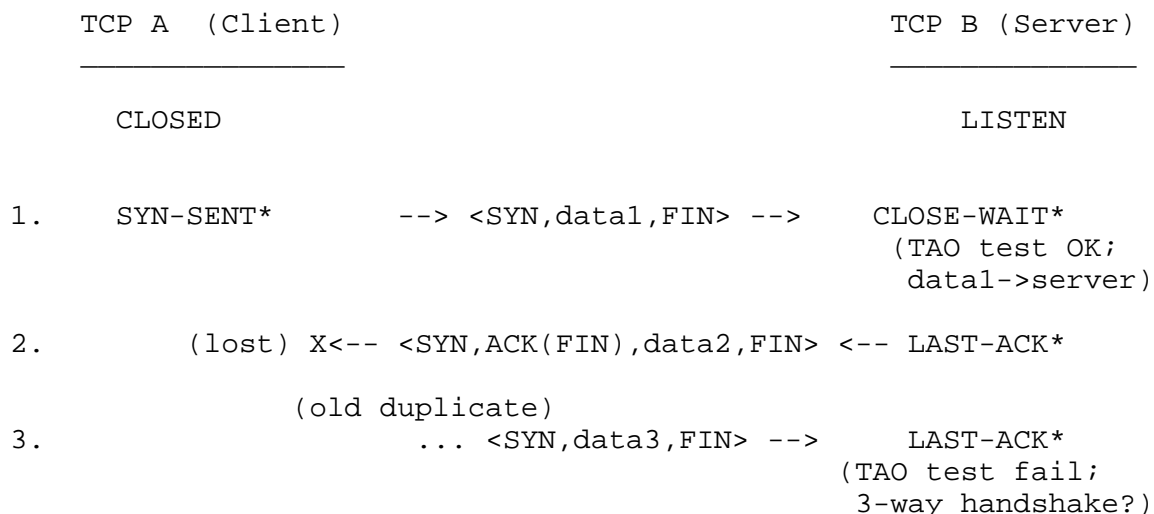 TCP A (Client) TCP B (Server)
_______________ ______________
CLOSED LISTEN
1. SYN-SENT* --> <SYN,data1,FIN> --> CLOSE-WAIT*
(TAO test OK;
data1->server)
2. (lost) X<-- <SYN,ACK(FIN),data2,FIN> <-- LAST-ACK*
(old duplicate)
3. ... <SYN,data3,FIN> --> LAST-ACK*
(TAO test fail;
3-way handshake?)